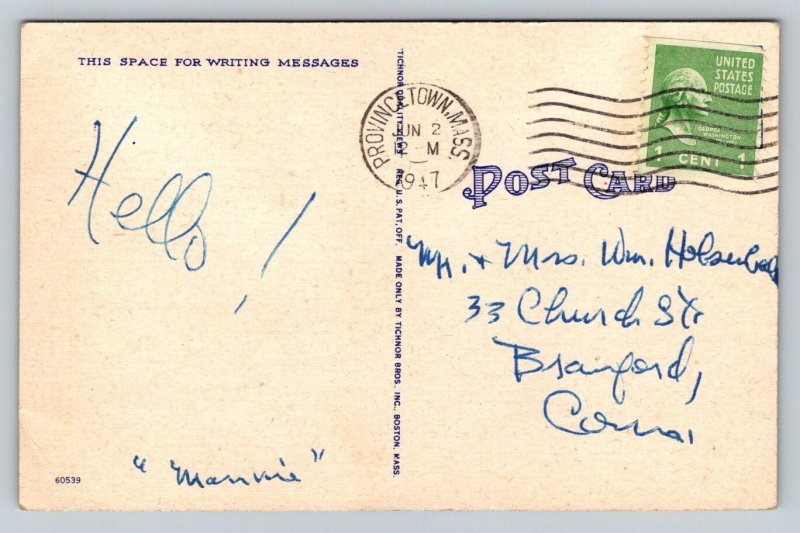 THIS SPACE FOR WRITING MESSAGES
Hello!
"Mannie"
60539
TICHNOR QUALITY VIEWS REG. U.S. PAT. OFF. MADE ONLY BY TICHNOR BROS. INC., BOSTON, MASS.
PROVINCETOWN, MASS
JUN 2
12 M
1947
UNITED
STATES
POSTAGE
GEORGE
WASHINGTON
1 CENT 1
POST CARD
Mr. + Mrs. Wm.
33 Church Str
Branford,
Conn.